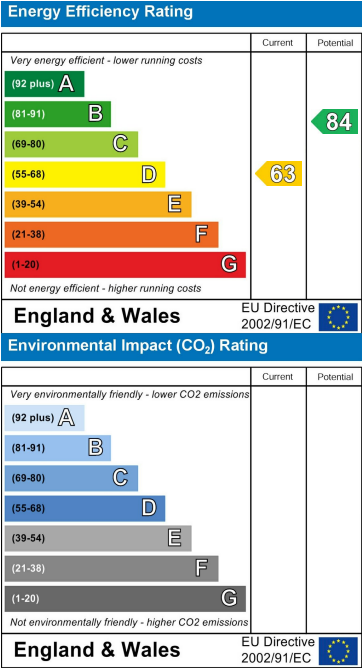 Energy Efficiency Rating
Current Potential
Very energy efficient - lower running costs
(92 plus) A
(81-91) B
84
(69-80) C
(55-68) D
63
(39-54) E
(21-38) F
(1-20) G
Not energy efficient - higher running costs
England & Wales
EU Directive
2002/91/EC
Environmental Impact (CO₂) Rating
Current Potential
Very environmentally friendly - lower CO2 emissions
(92 plus) A
(81-91) B
(69-80) C
(55-68) D
(39-54) E
(21-38) F
(1-20) G
Not environmentally friendly - higher CO2 emissions
England & Wales
EU Directive
2002/91/EC